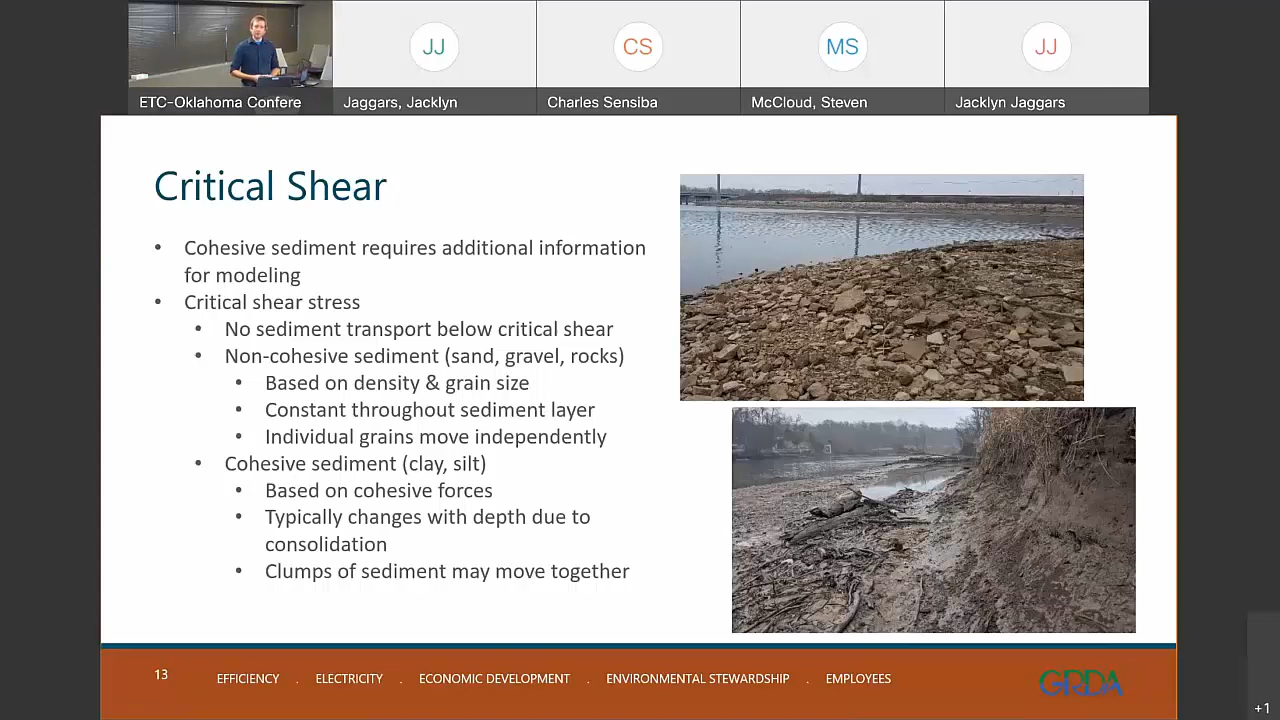 JJ
CS
MS
JJ
ETC-Oklahoma Confere
Jaggars, Jacklyn
Charles Sensiba
McCloud, Steven
Jacklyn Jaggars
Critical Shear
• Cohesive sediment requires additional information
for modeling
• Critical shear stress
• No sediment transport below critical shear
• Non-cohesive sediment (sand, gravel, rocks)
• Based on density & grain size
• Constant throughout sediment layer
• Individual grains move independently
• Cohesive sediment (clay, silt)
• Based on cohesive forces
• Typically changes with depth due to
consolidation
• Clumps of sediment may move together
13
EFFICIENCY . ELECTRICITY . ECONOMIC DEVELOPMENT . ENVIRONMENTAL STEWARDSHIP . EMPLOYEES
GRDA
+1